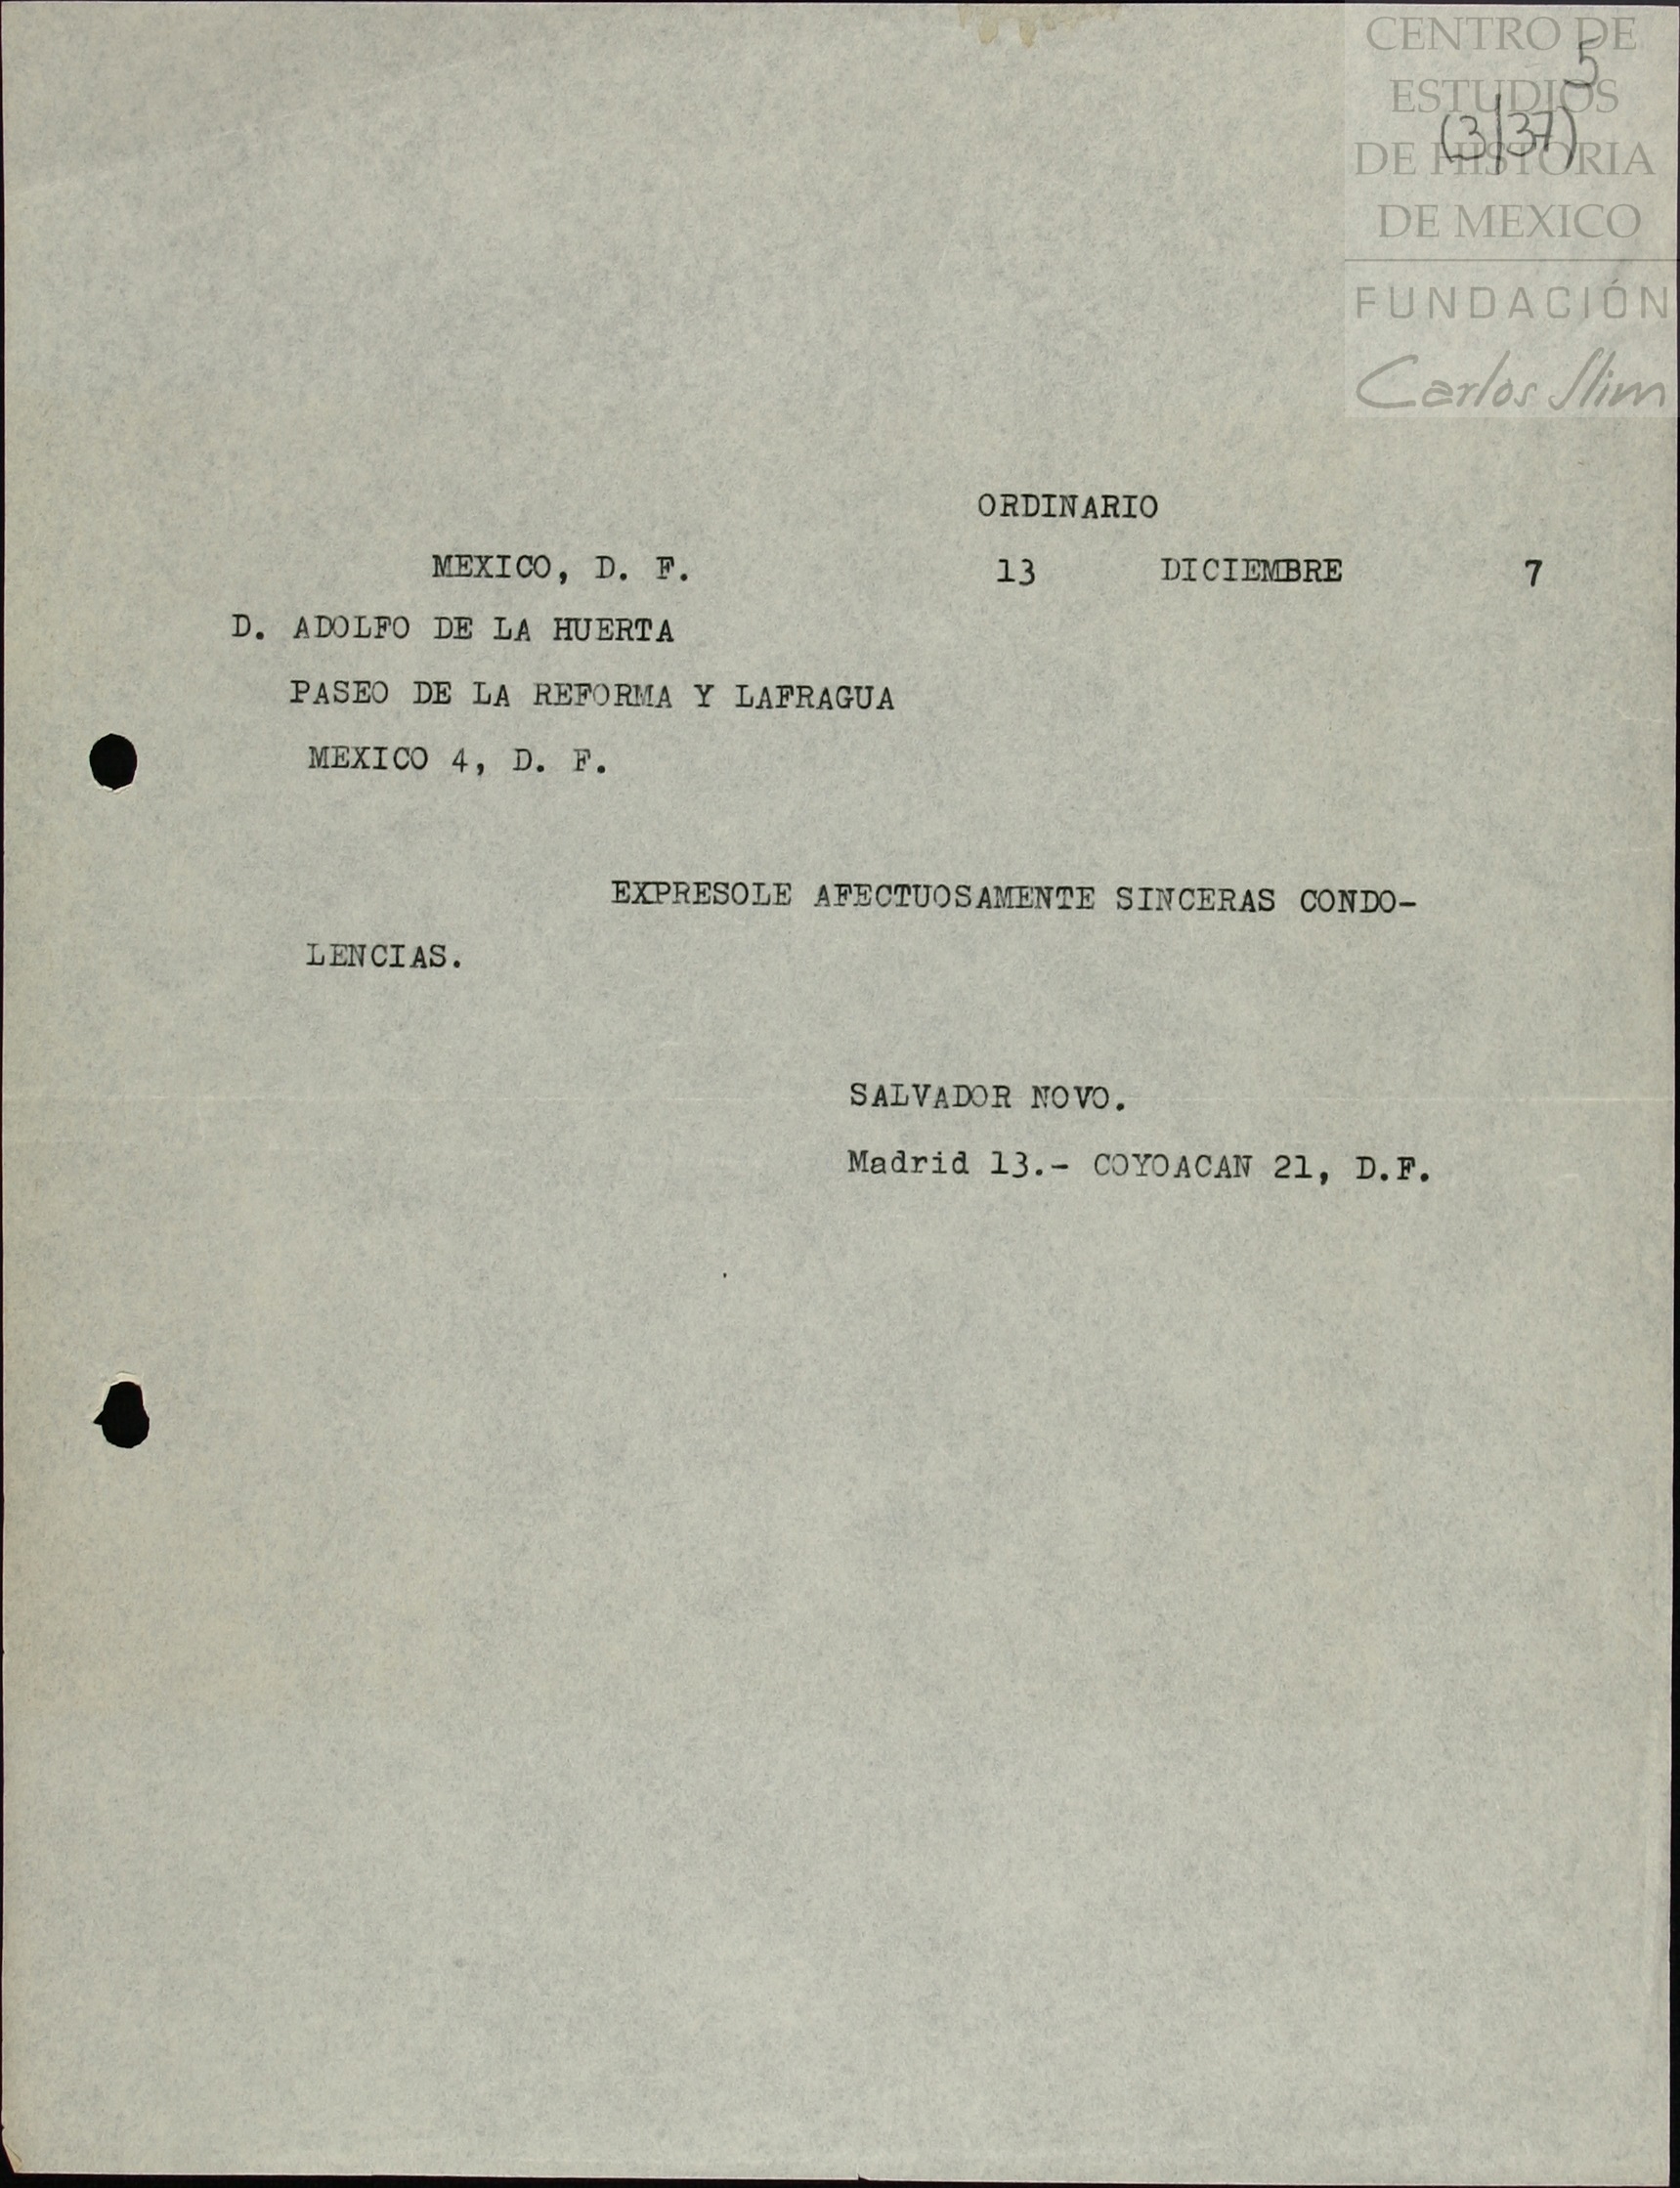 CENTRO DE
5
ESTUDIOS
(3/37)
DE HISTORIA
DE MEXICO
FUNDACIÓN
Carlos Slim
ORDINARIO
MEXICO, D. F. 13 DICIEMBRE 7
D. ADOLFO DE LA HUERTA
PASEO DE LA REFORMA Y LAFRAGUA
MEXICO 4, D. F.
EXPRESOLE AFECTUOSAMENTE SINCERAS CONDO-
LENCIAS.
SALVADOR NOVO.
Madrid 13.- COYOACAN 21, D.F.